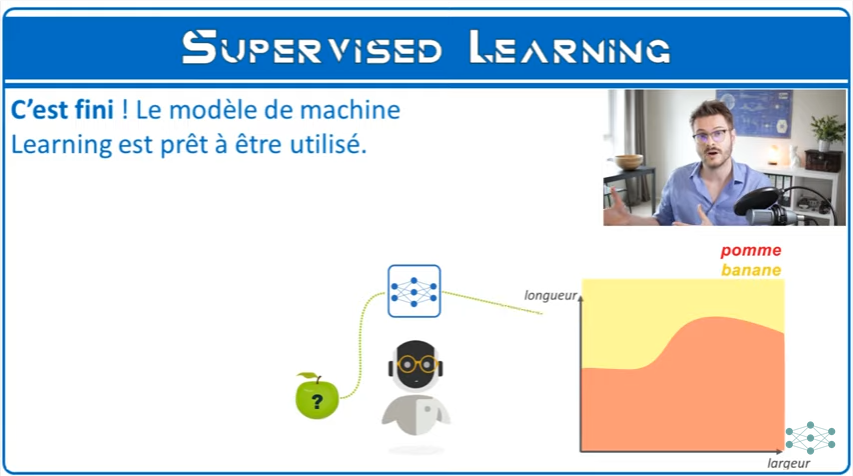 SUPERVISED LEARNING
C'est fini ! Le modèle de machine
Learning est prêt à être utilisé.
pomme
banane
longueur
?
largeur